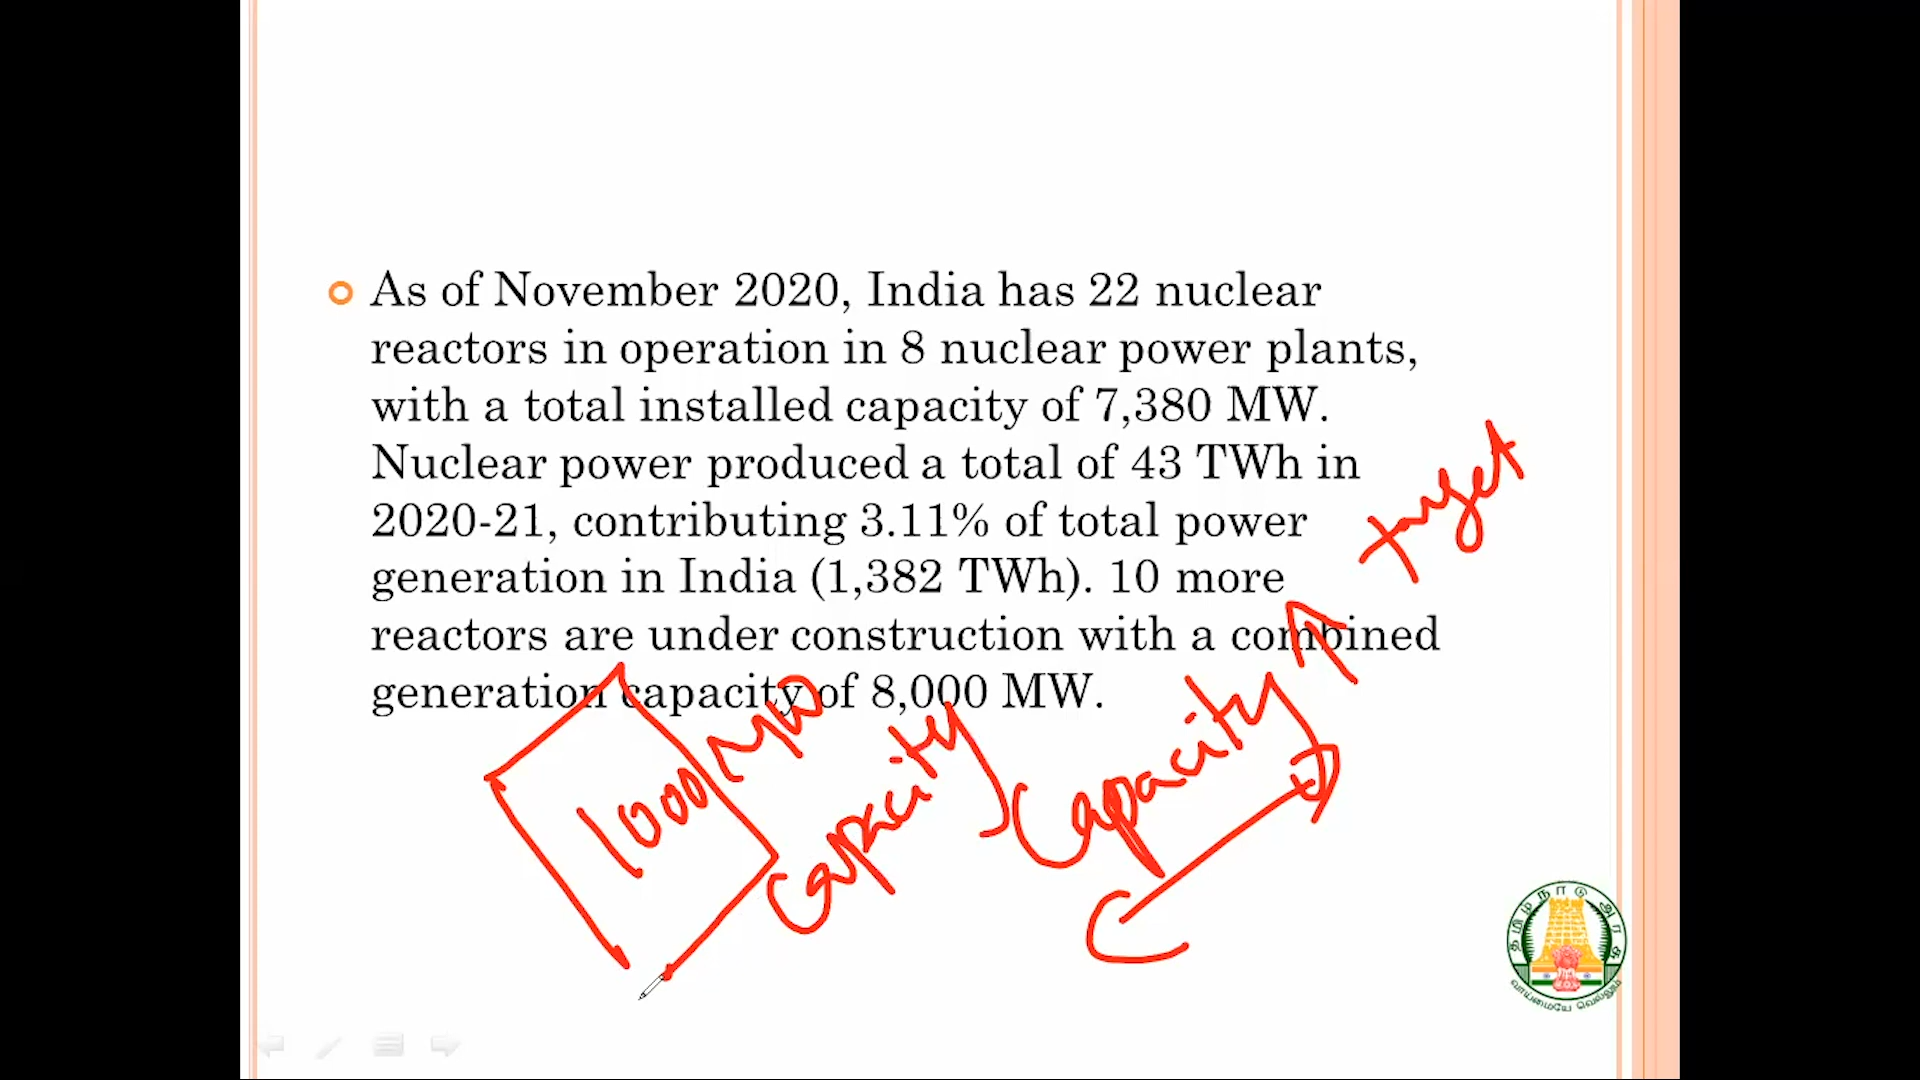 As of November 2020, India has 22 nuclear
reactors in operation in 8 nuclear power plants,
with a total installed capacity of 7,380 MW.
Nuclear power produced a total of 43 TWh in
2020-21, contributing 3.11% of total power
generation in India (1,382 TWh). 10 more
reactors are under construction with a combined
generation capacity of 8,000 MW.
target
1000 MW
capacity
Capacity
தமிழ்நாடு அரசு
வாய்மையே வெல்லும்